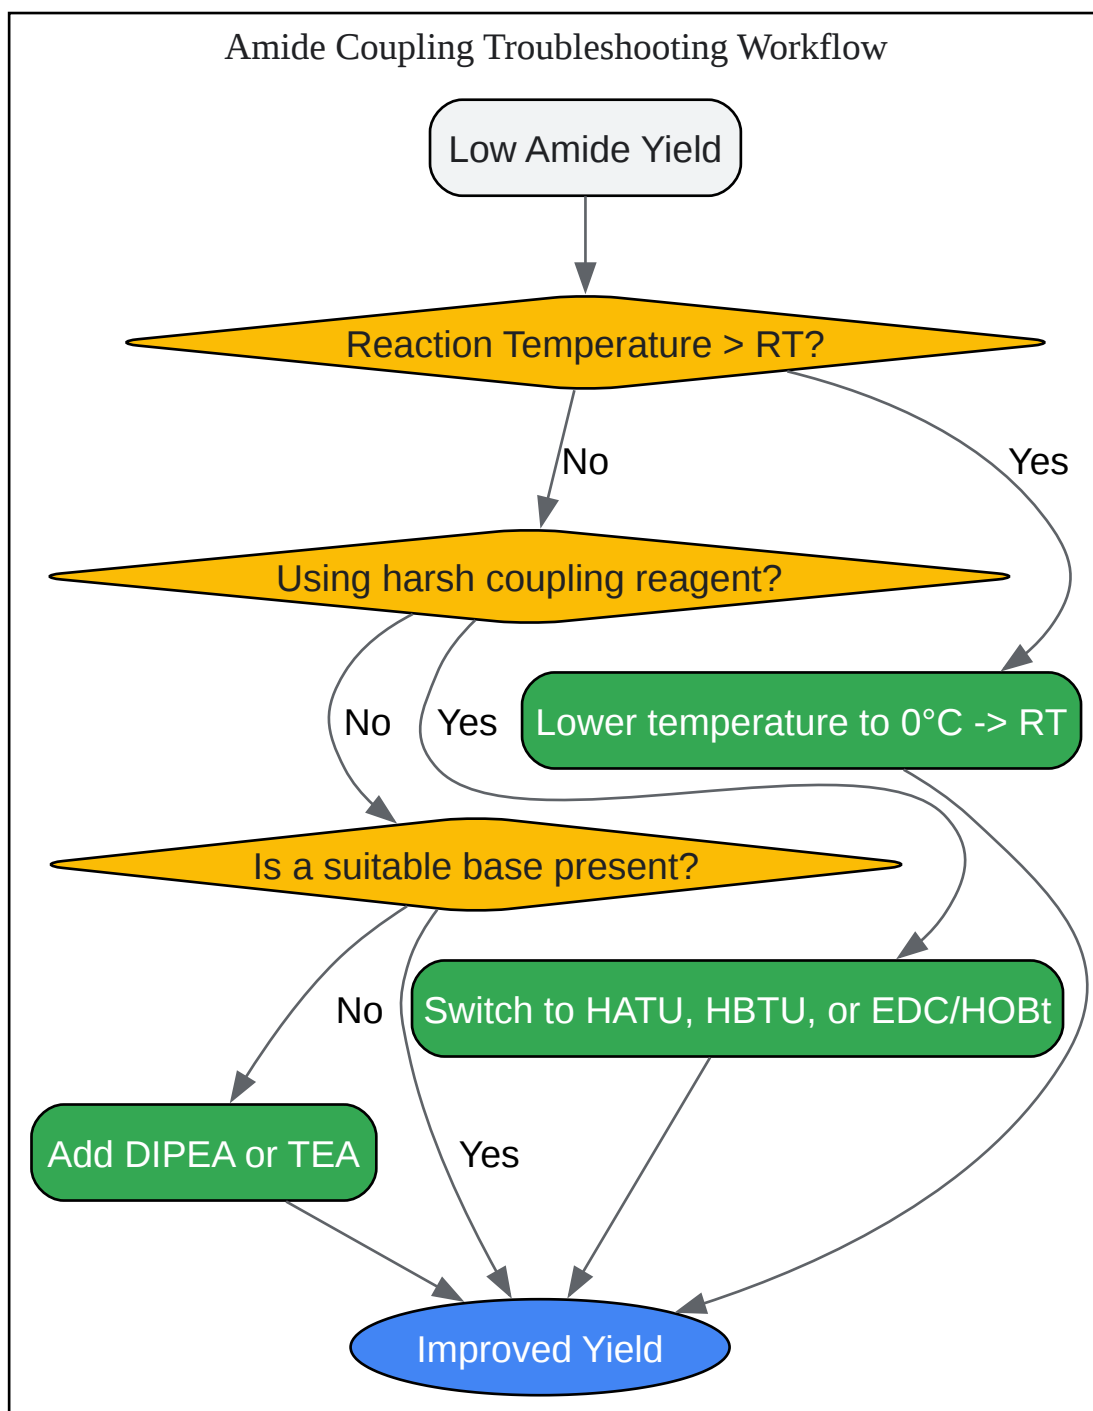 Amide Coupling Troubleshooting Workflow
Low Amide Yield
Reaction Temperature > RT?
No
Yes
Using harsh coupling reagent?
No
Yes
Lower temperature to 0°C -> RT
Is a suitable base present?
No
Switch to HATU, HBTU, or EDC/HOBt
Add DIPEA or TEA
Yes
Improved Yield